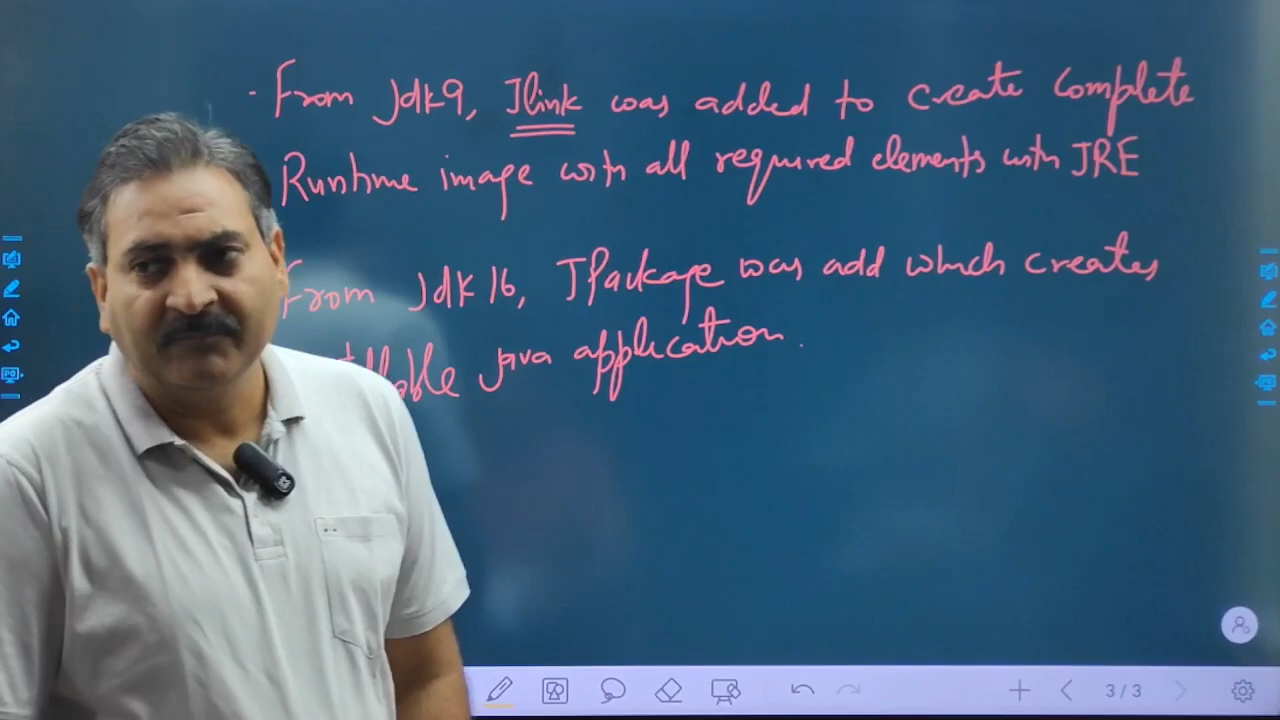 · From Jdk9, Jlink was added to create Complete
Runtime image with all required elements with JRE
From Jdk 16, JPackage was add which creates
java application.
3/3